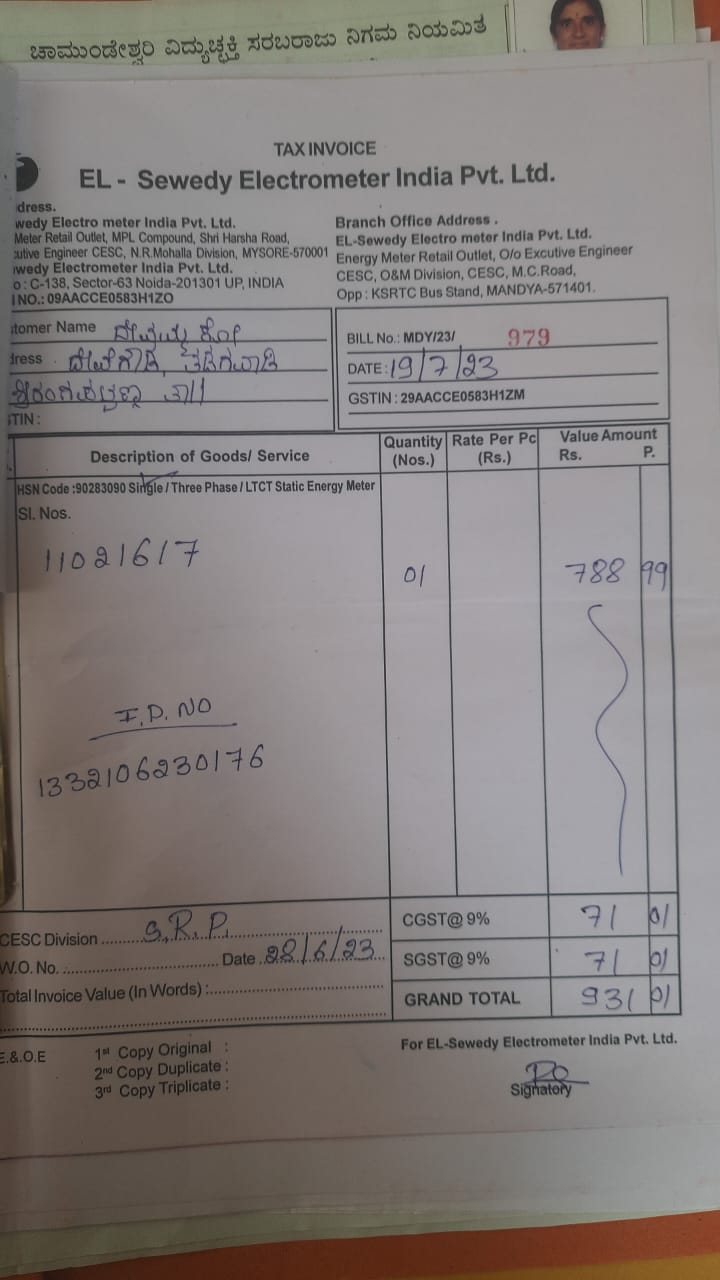 ಚಾಮುಂಡೇಶ್ವರಿ ವಿದ್ಯುಚ್ಛಕ್ತಿ ಸರಬರಾಜು ನಿಗಮ ನಿಯಮಿತ
TAX INVOICE
EL - Sewedy Electrometer India Pvt. Ltd.
dress.
wedy Electro meter India Pvt. Ltd.
Meter Retail Outlet, MPL Compound, Shri Harsha Road,
cutive Engineer CESC, N.R.Mohalla Division, MYSORE-570001
wedy Electrometer India Pvt. Ltd.
o : C-138, Sector-63 Noida-201301 UP, INDIA
NO.: 09AACCE0583H1ZO
Branch Office Address .
EL-Sewedy Electro meter India Pvt. Ltd.
Energy Meter Retail Outlet, O/o Excutive Engineer
CESC, O&M Division, CESC, M.C.Road,
Opp : KSRTC Bus Stand, MANDYA-571401.
tomer Name
dress
TIN :
BILL No.: MDY/23/ 979
DATE : 19/7/23
GSTIN : 29AACCE0583H1ZM
Description of Goods/ Service
Quantity (Nos.)
Rate Per Pc (Rs.)
Value Amount
Rs. P.
HSN Code :90283090 Single / Three Phase / LTCT Static Energy Meter
Sl. Nos.
11021617 01 788 99
I.D. NO
1332106230176
CESC Division S.R.P.
W.O. No. Date 28/6/23
Total Invoice Value (In Words) :
CGST@ 9% 71 01
SGST@ 9% 71 01
GRAND TOTAL 931 01
E.&.O.E
1st Copy Original :
2nd Copy Duplicate :
3rd Copy Triplicate :
For EL-Sewedy Electrometer India Pvt. Ltd.
Signatory